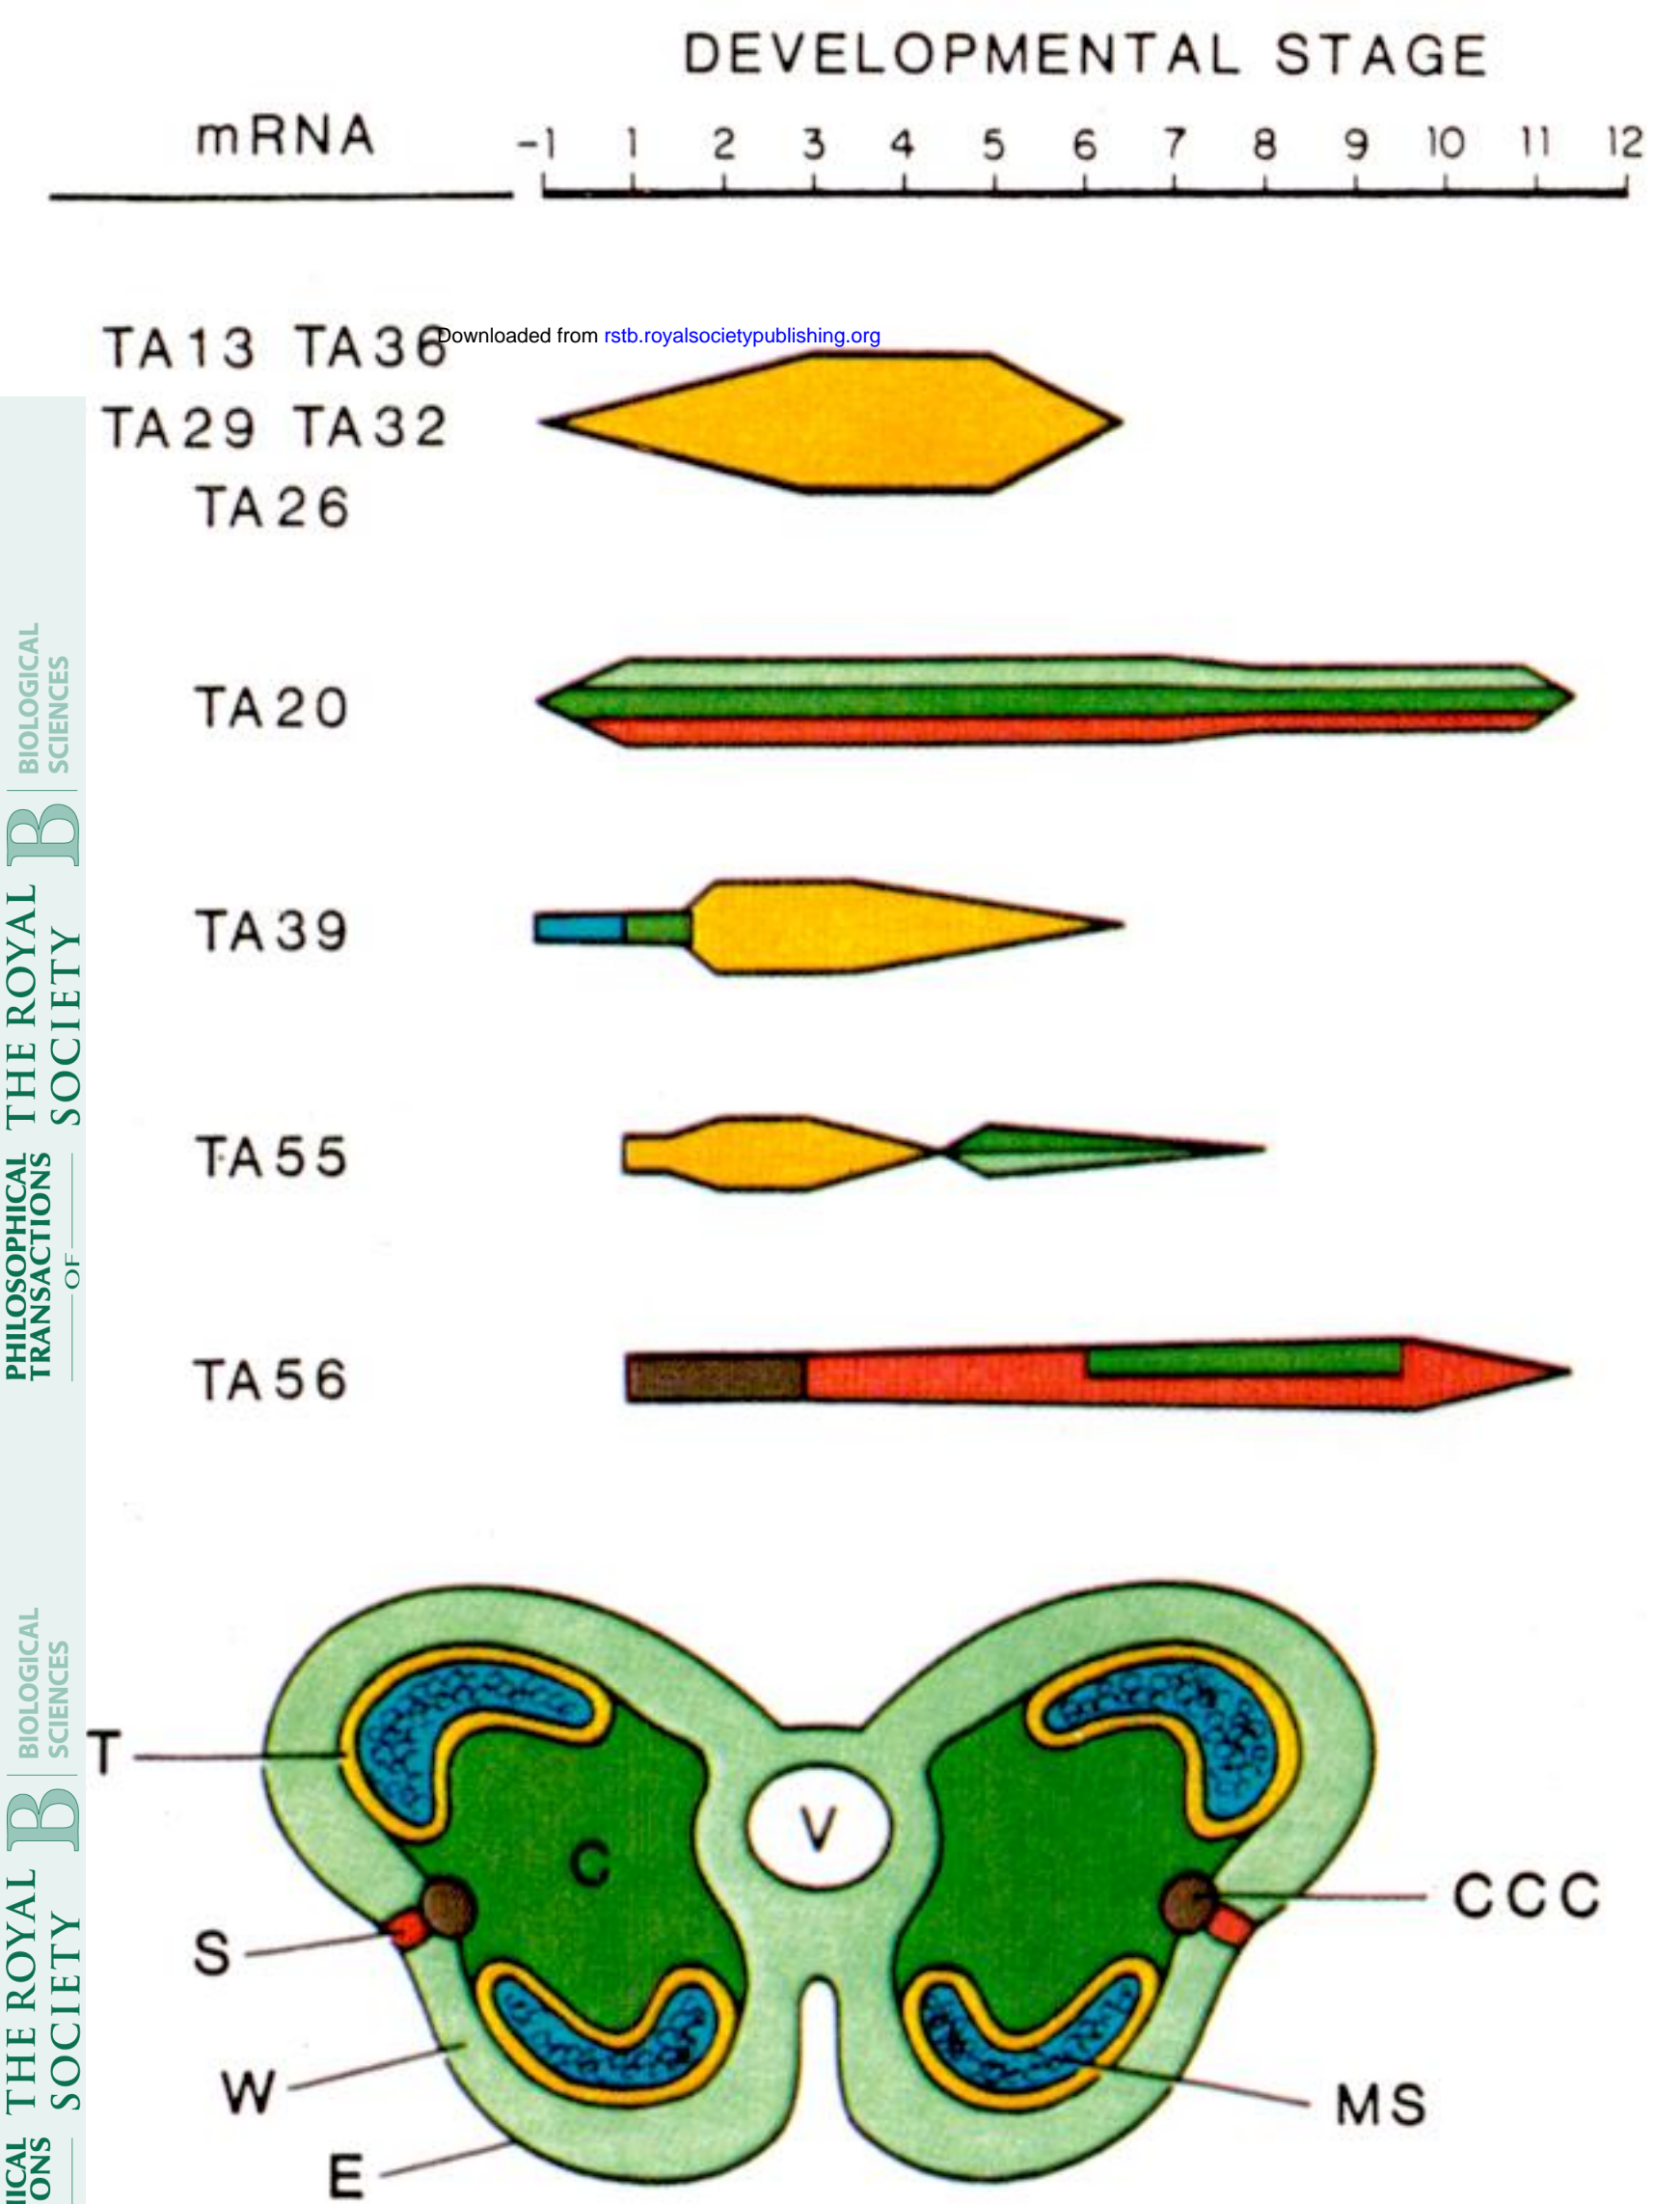 DEVELOPMENTAL STAGE
mRNA
-1 1 2 3 4 5 6 7 8 9 10 11 12
TA13 TA36
Downloaded from rstb.royalsocietypublishing.org
TA29 TA32
TA26
TA20
TA39
TA55
TA56
T
C
V
S
CCC
W
MS
E
PHILOSOPHICAL
TRANSACTIONS
OF
THE ROYAL
SOCIETY
B
BIOLOGICAL
SCIENCES
THE ROYAL
SOCIETY
B
BIOLOGICAL
SCIENCES